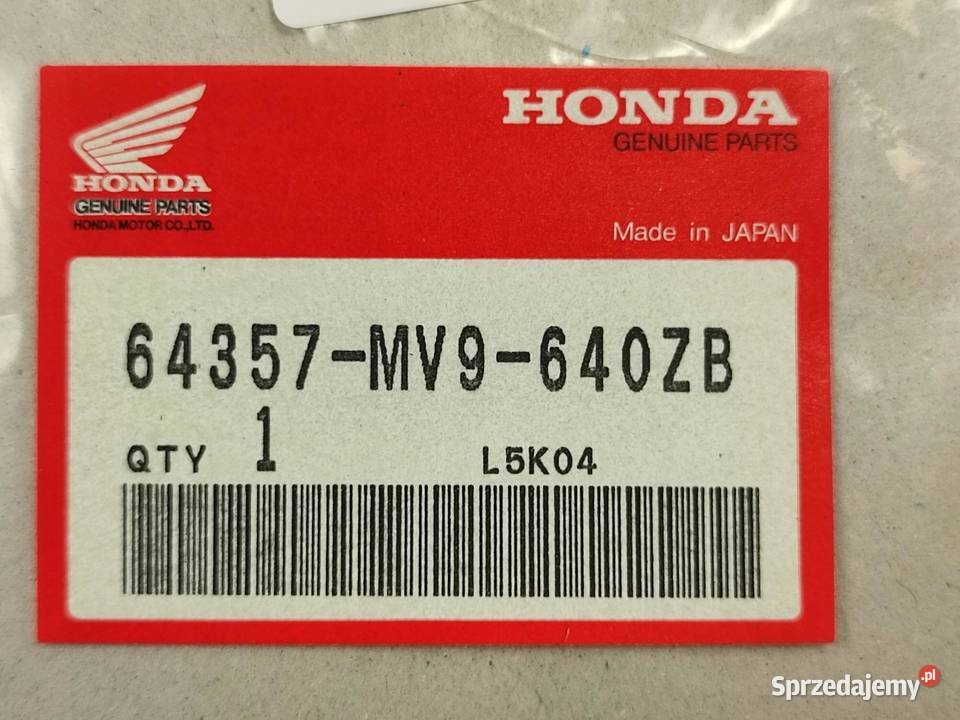 HONDA
GENUINE PARTS
HONDA
GENUINE PARTS
HONDA MOTOR CO.,LTD.
Made in JAPAN
64357-MV9-640ZB
QTY 1 L5K04
Sprzedajemy.pl